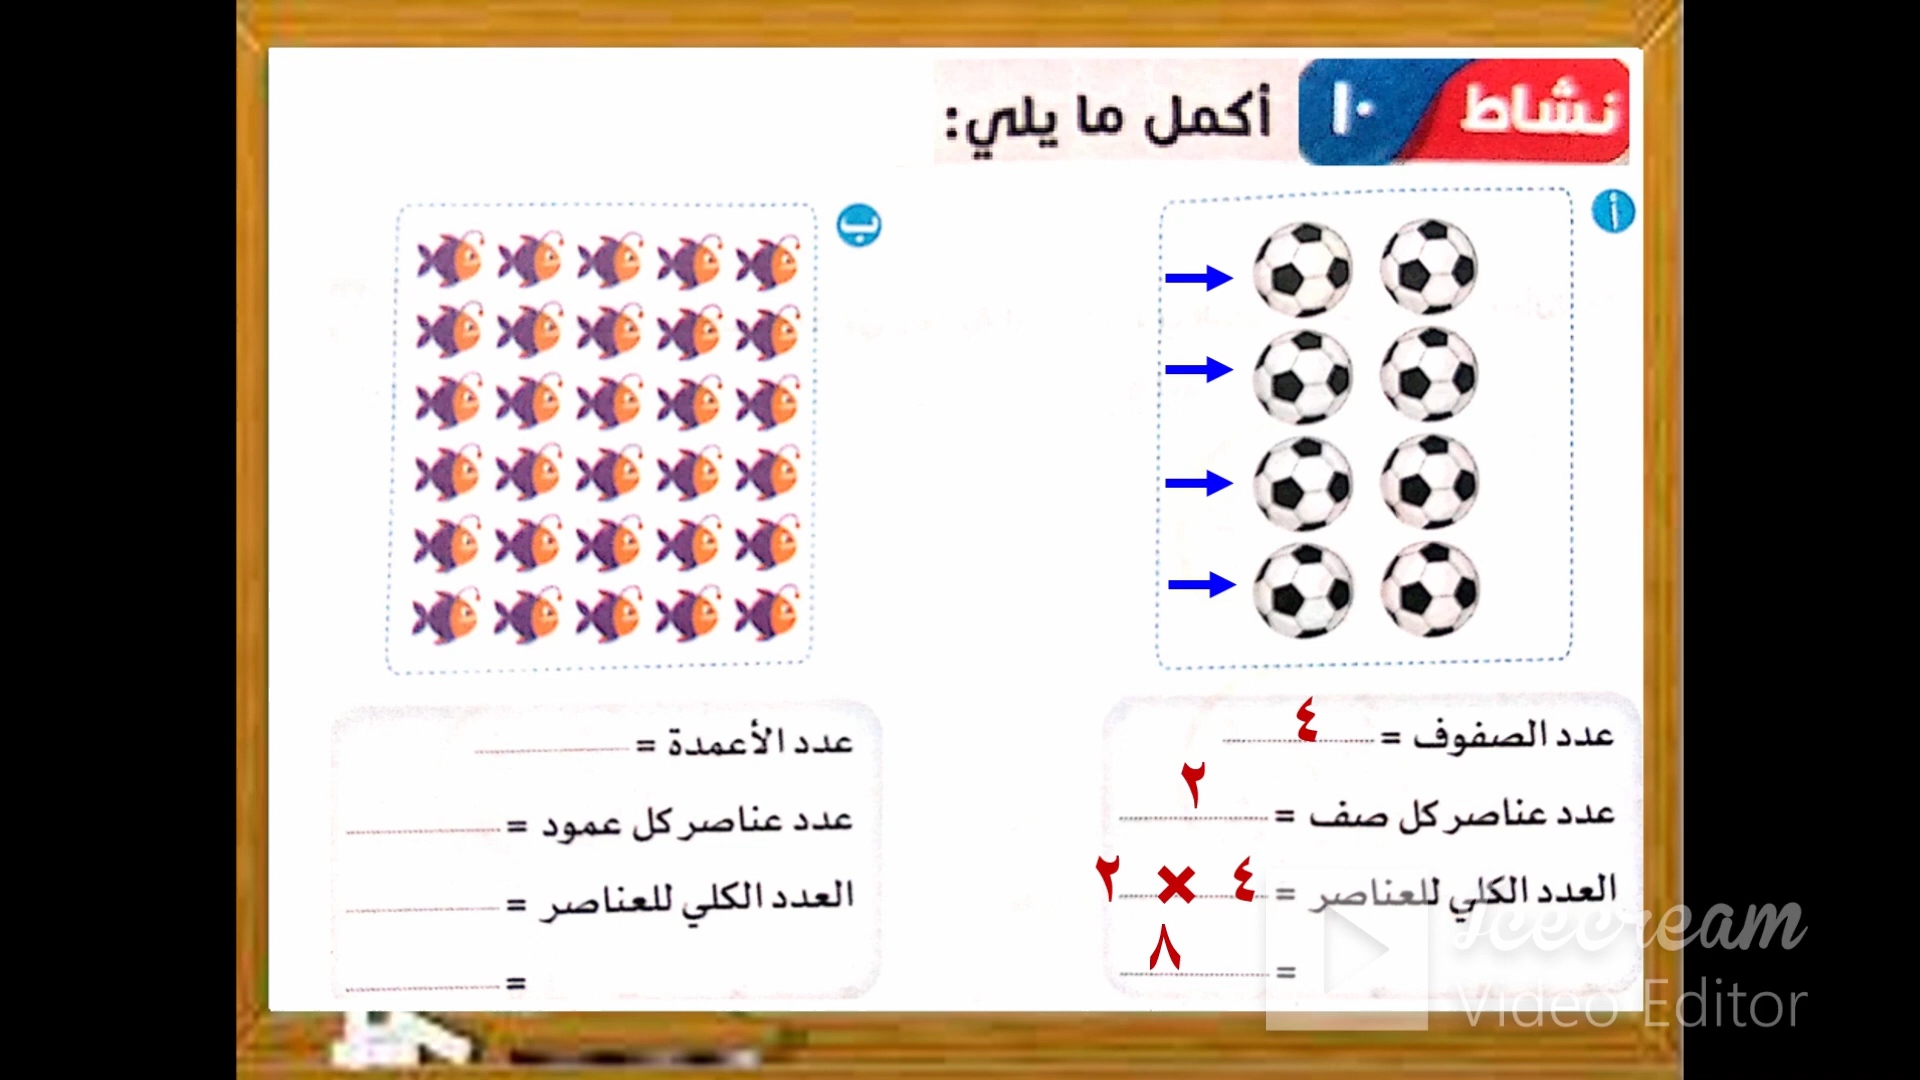 نشاط ١٠ أكمل ما يلي:
أ
عدد الصفوف = ٤
عدد عناصر كل صف = ٢
العدد الكلي للعناصر = ٤ × ٢
= ٨
ب
عدد الأعمدة =
عدد عناصر كل عمود =
العدد الكلي للعناصر =
=
Icecream
Video Editor